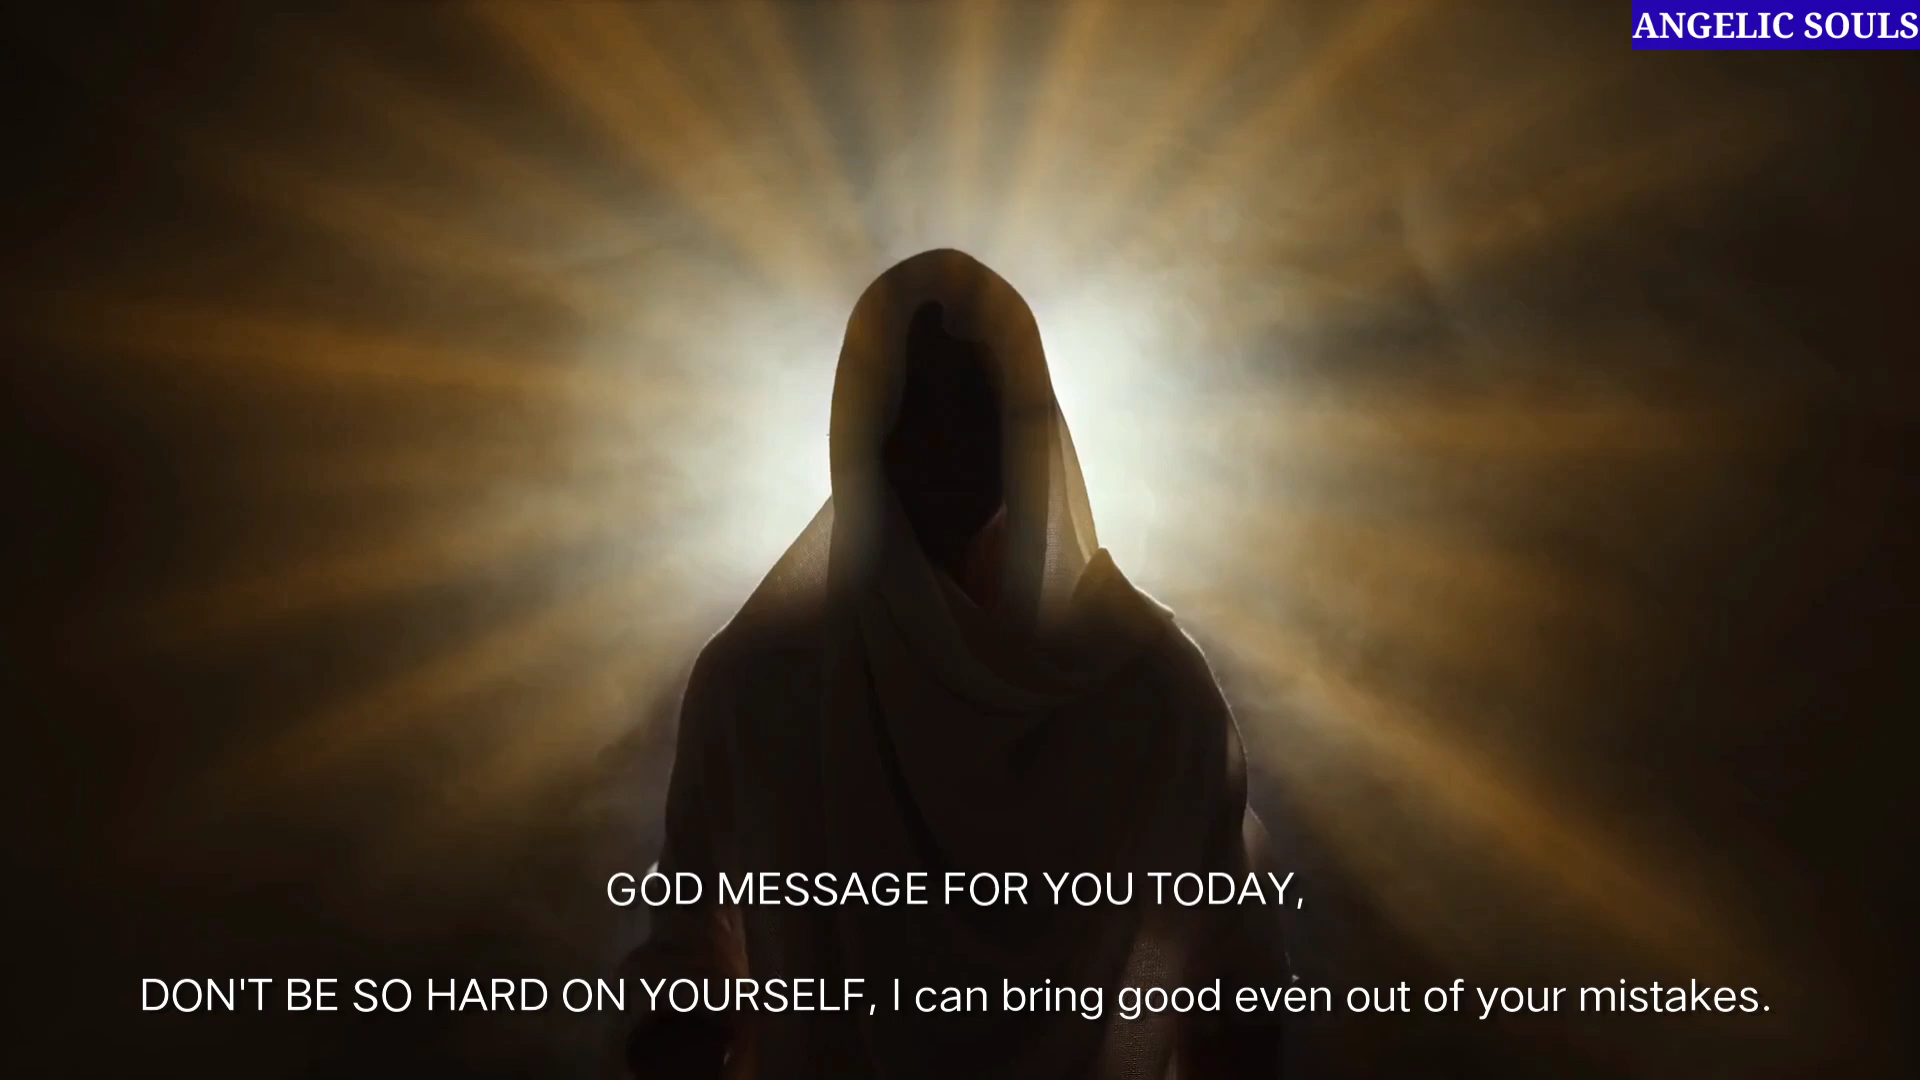 ANGELIC SOULS
GOD MESSAGE FOR YOU TODAY,
DON'T BE SO HARD ON YOURSELF, I can bring good even out of your mistakes.